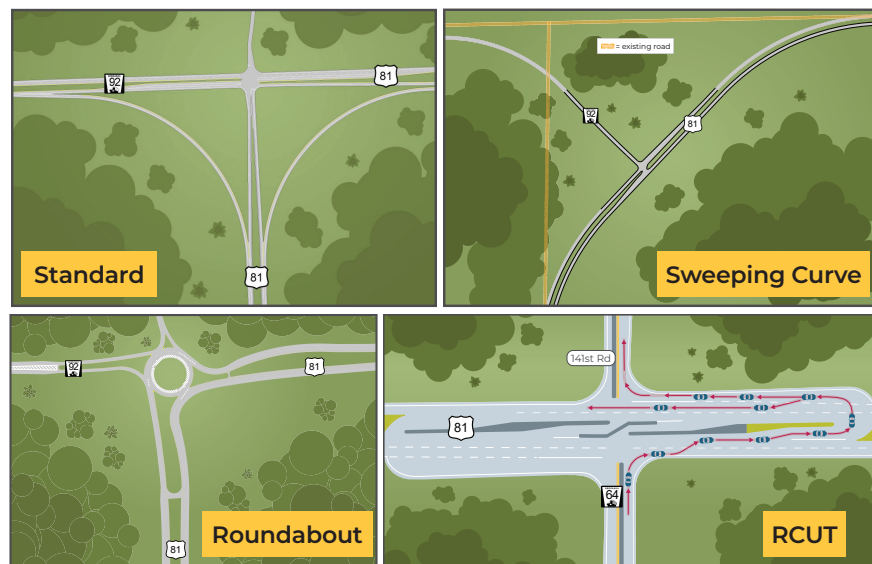 92
81
81
Standard
= existing road
92
81
Sweeping Curve
92
81
81
Roundabout
141st Rd
81
64
RCUT